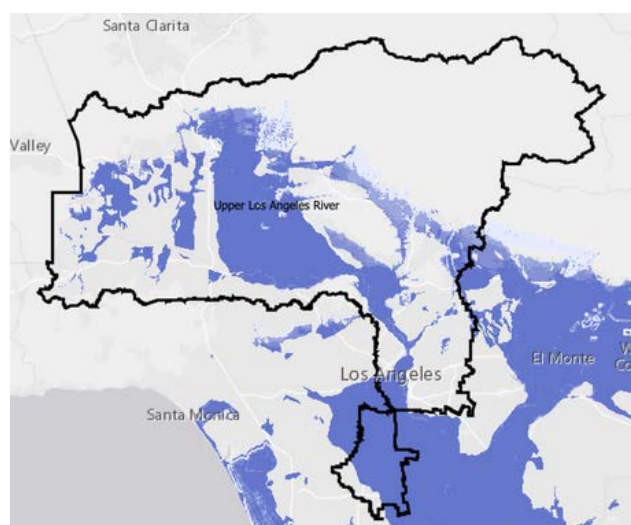 Santa Clarita
Valley
Upper Los Angeles River
El Monte
Los Angeles
Santa Monica